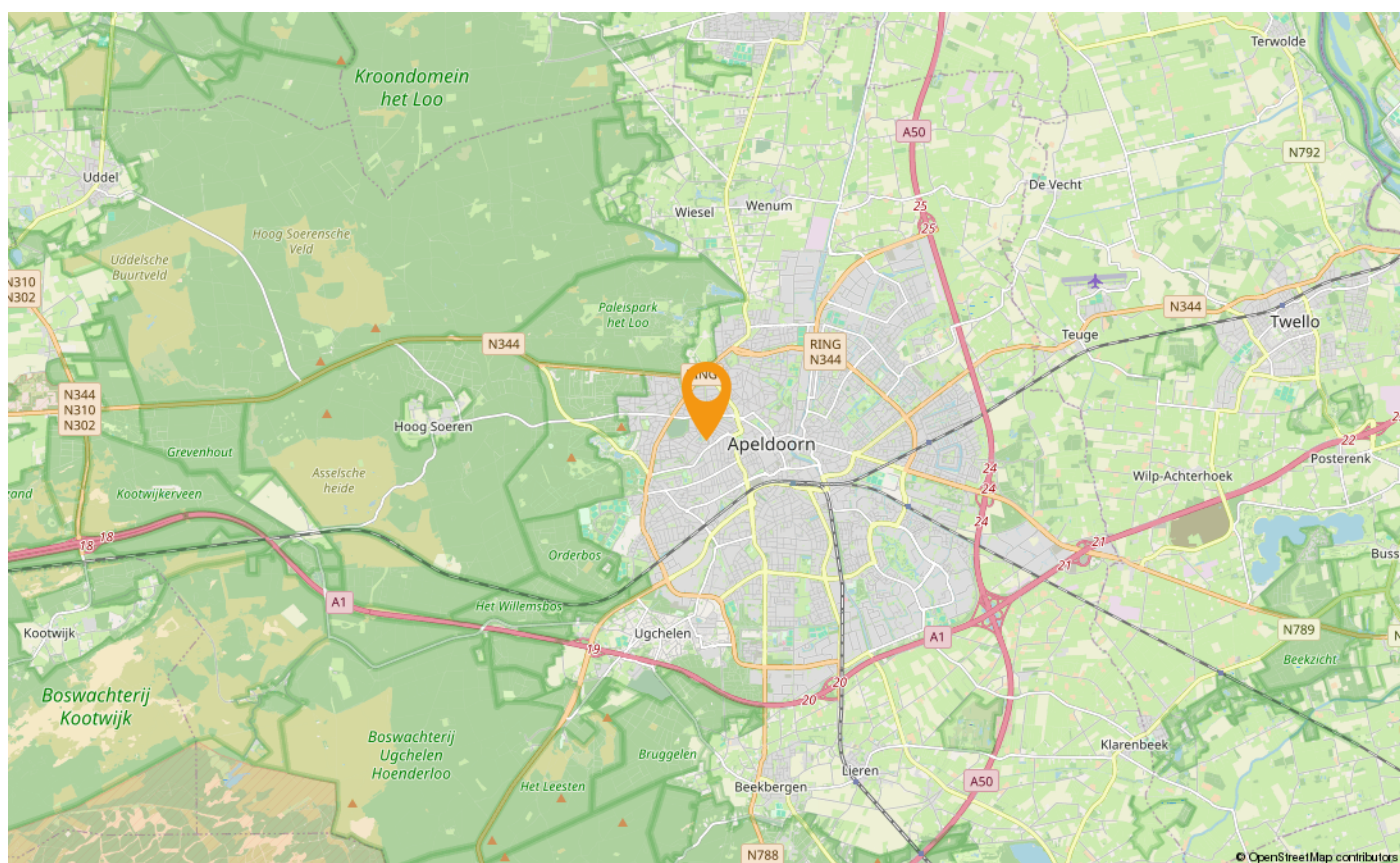 Terwolde
Kroondomein
het Loo
A50
N792
Uddel
De Vecht
Wiesel
Wenum
25
25
Hoog Soerensche
Veld
Uddelsche
Buurtveld
N310
N302
Paleispark
het Loo
N344
Teuge
Twello
N344
RING
N344
RING
N344
N310
N302
Hoog Soeren
Apeldoorn
22
Grevenhout
Posterenk
24
Asselsche
heide
Wilp-Achterhoek
Kootwijkerveen
24
24
18
18
21
21
Orderbos
A1
Het Willemsbos
Kootwijk
Ugchelen
A1
N789
19
Beekzicht
20
20
Boswachterij
Kootwijk
Boswachterij
Ugchelen
Hoenderloo
Bruggelen
Klarenbeek
Lieren
A50
Het Leesten
Beekbergen
N788
© OpenStreetMap contributors